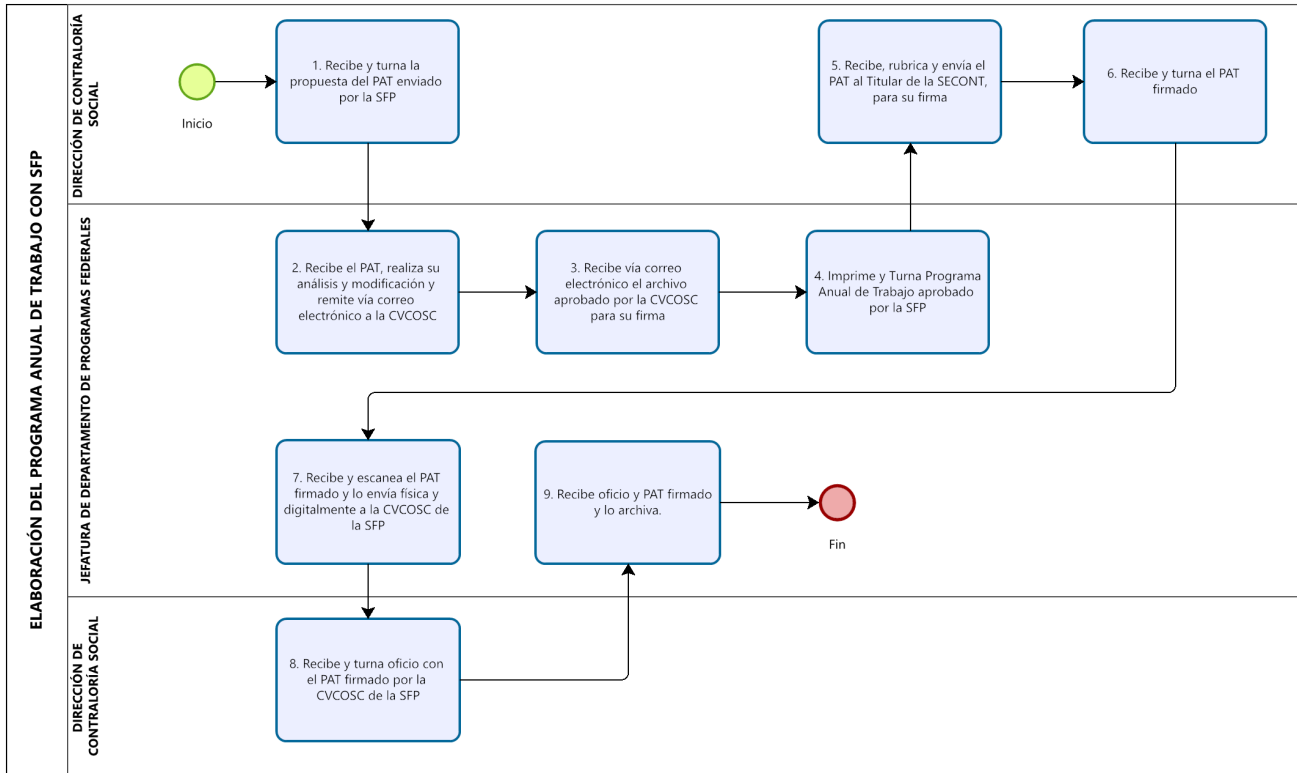 ELABORACIÓN DEL PROGRAMA ANUAL DE TRABAJO CON SFP
DIRECCIÓN DE CONTRALORÍA
SOCIAL
Inicio
1. Recibe y turna la
propuesta del PAT enviado
por la SFP
5. Recibe, rubrica y envía el
PAT al Titular de la SECONT,
para su firma
6. Recibe y turna el PAT
firmado
JEFATURA DE DEPARTAMENTO DE PROGRAMAS FEDERALES
2. Recibe el PAT, realiza su
análisis y modificación y
remite vía correo
electrónico a la CVCOSC
3. Recibe vía correo
electrónico el archivo
aprobado por la CVCOSC
para su firma
4. Imprime y Turna Programa
Anual de Trabajo aprobado
por la SFP
7. Recibe y escanea el PAT
firmado y lo envía física y
digitalmente a la CVCOSC de
la SFP
9. Recibe oficio y PAT firmado
y lo archiva.
Fin
DIRECCIÓN DE
CONTRALORÍA SOCIAL
8. Recibe y turna oficio con
el PAT firmado por la
CVCOSC de la SFP